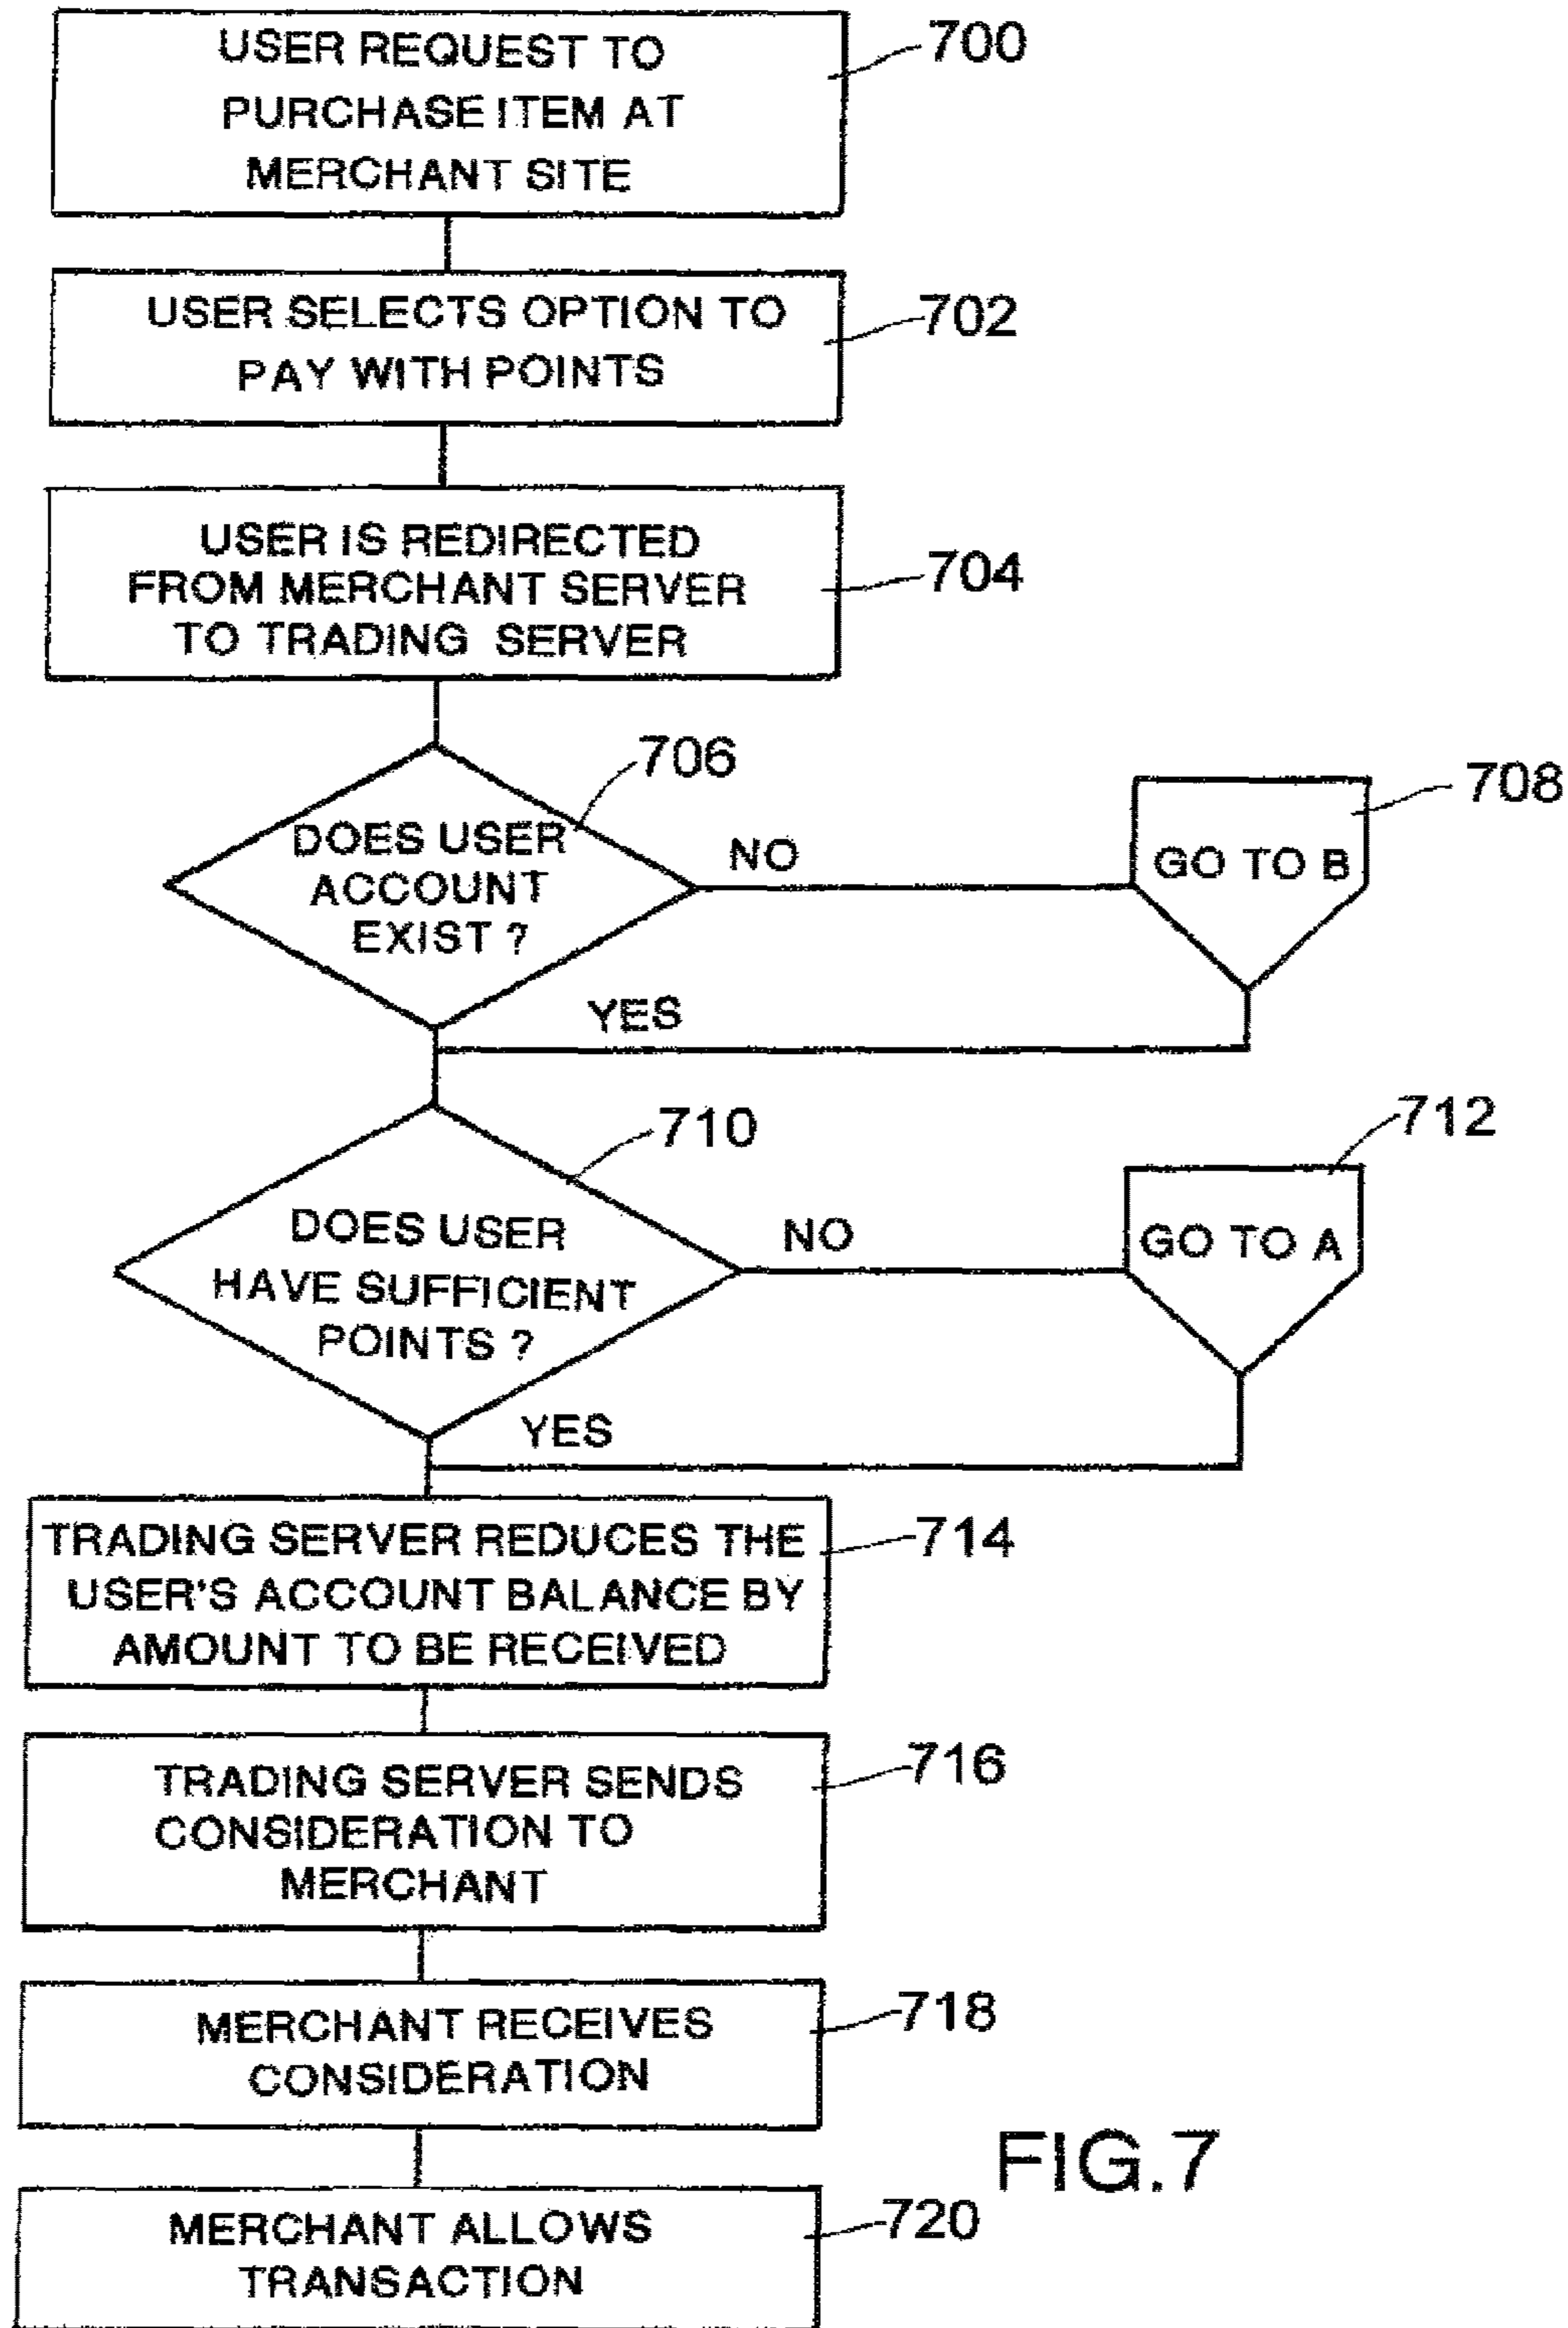 USER REQUEST TO
PURCHASE ITEM AT
MERCHANT SITE
700
USER SELECTS OPTION TO
PAY WITH POINTS
702
USER IS REDIRECTED
FROM MERCHANT SERVER
TO TRADING SERVER
704
706
DOES USER
ACCOUNT
EXIST ?
NO
708
GO TO B
YES
710
DOES USER
HAVE SUFFICIENT
POINTS ?
NO
712
GO TO A
YES
TRADING SERVER REDUCES THE
USER'S ACCOUNT BALANCE BY
AMOUNT TO BE RECEIVED
714
TRADING SERVER SENDS
CONSIDERATION TO
MERCHANT
716
MERCHANT RECEIVES
CONSIDERATION
718
MERCHANT ALLOWS
TRANSACTION
720
FIG.7